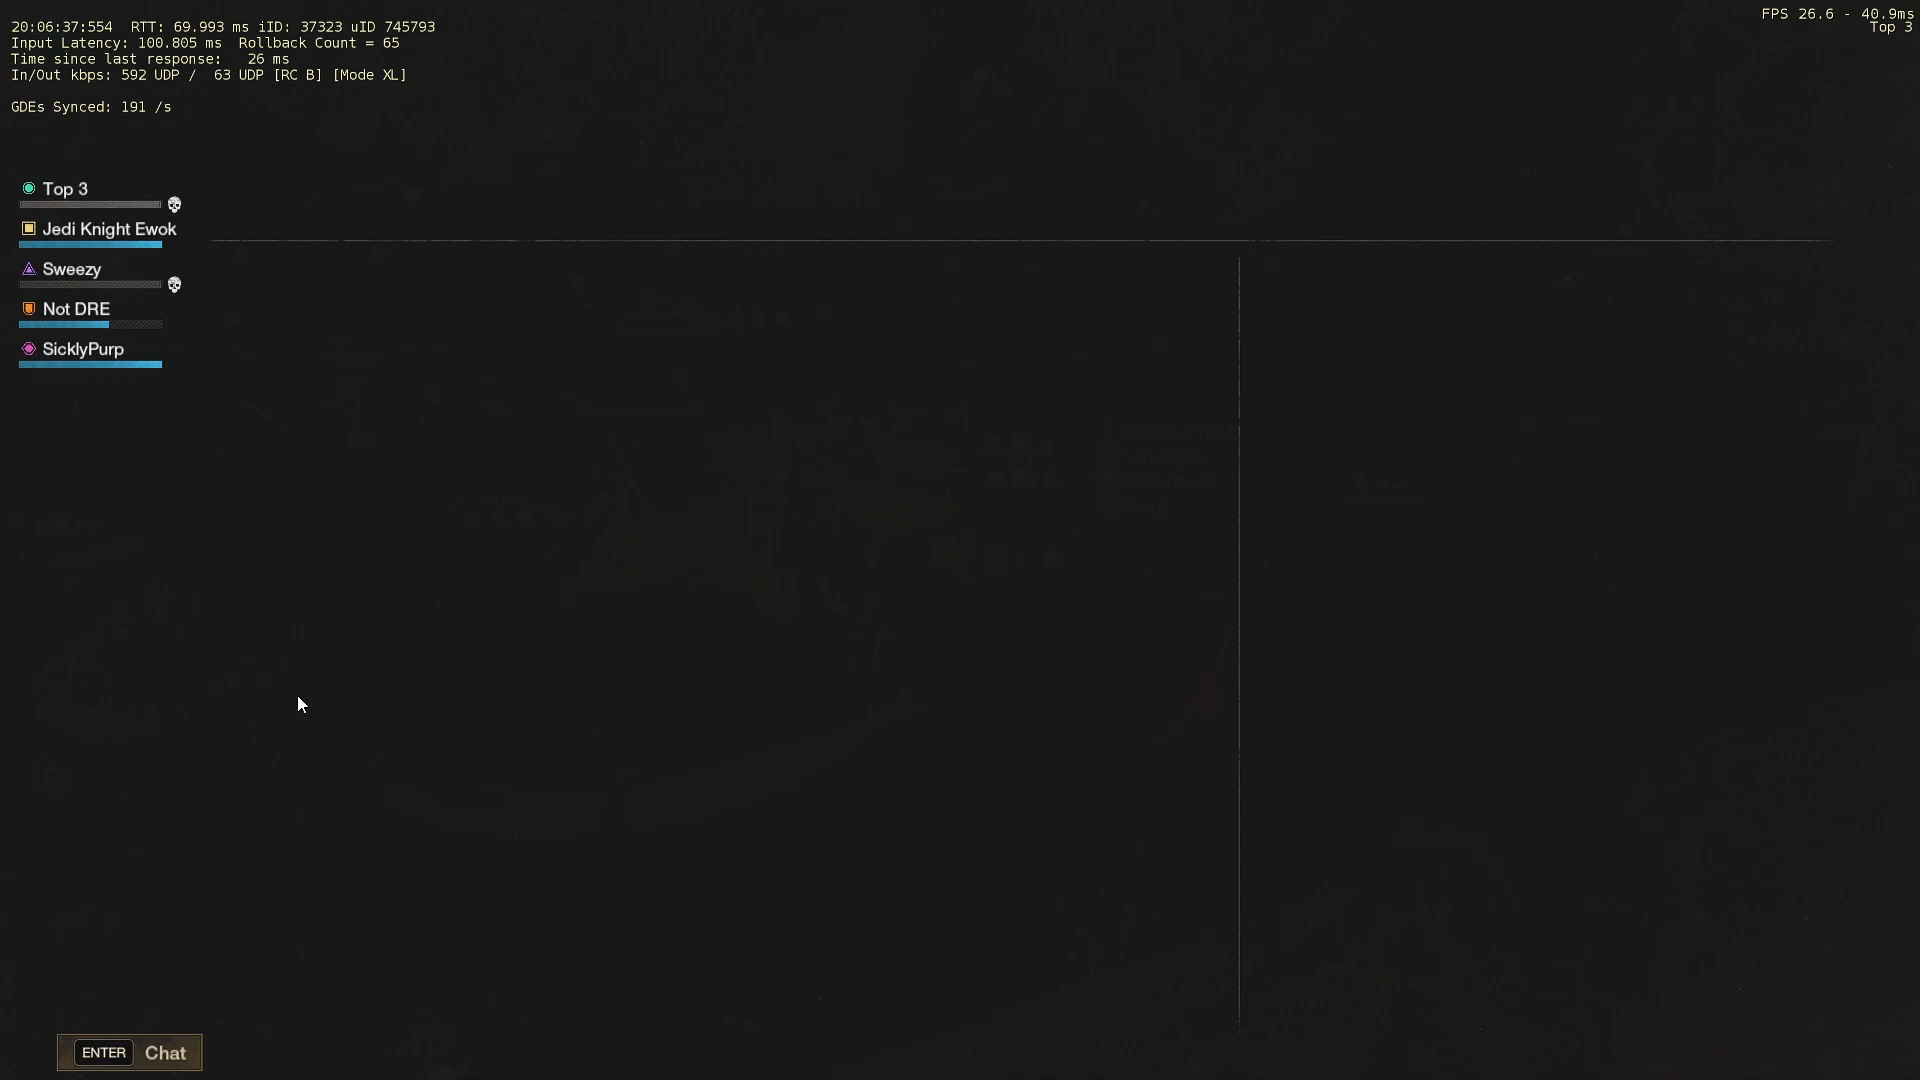 20:06:37:554  RTT: 69.993 ms iID: 37323 uID 745793
Input Latency: 100.805 ms  Rollback Count = 65
Time since last response:   26 ms
In/Out kbps: 592 UDP /  63 UDP [RC B] [Mode XL]
GDEs Synced: 191 /s
FPS 26.6 - 40.9ms
Top 3
Top 3
Jedi Knight Ewok
Sweezy
Not DRE
SicklyPurp
ENTER Chat